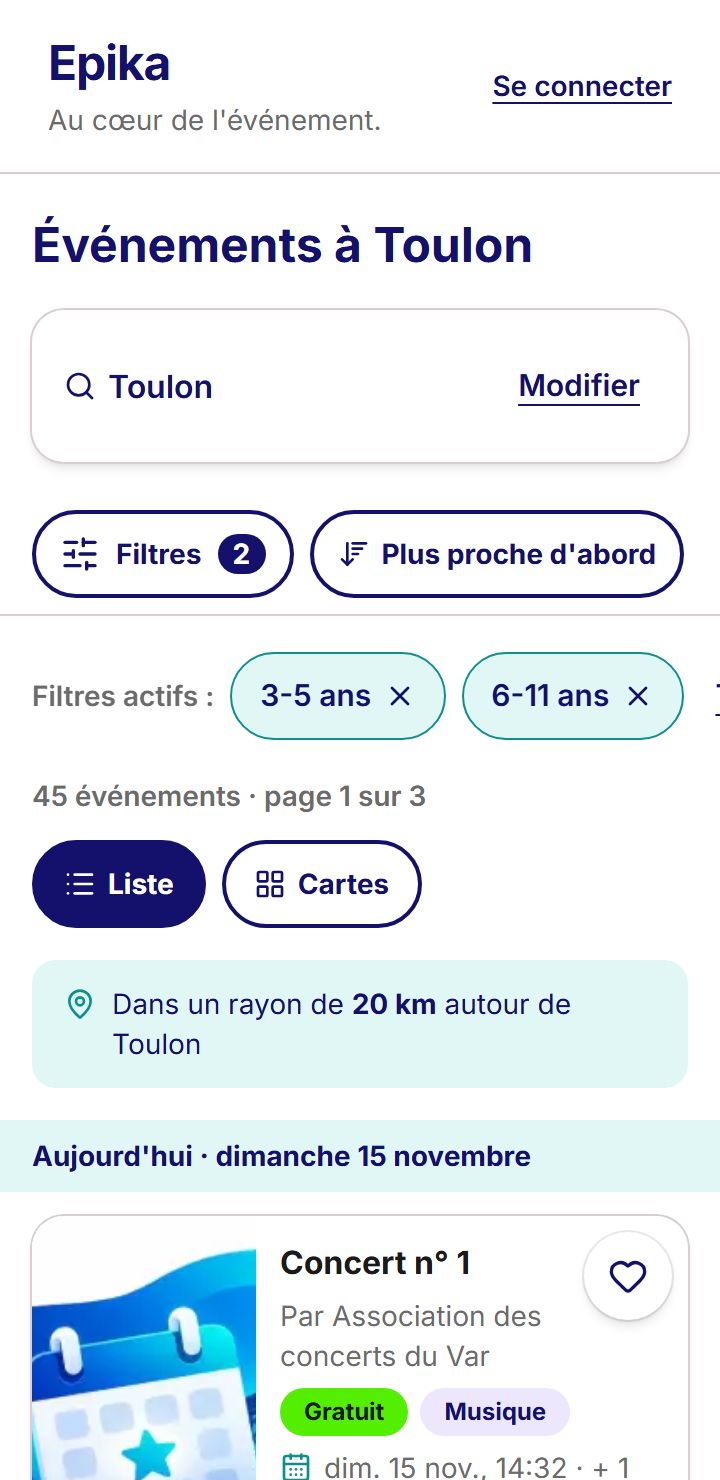 Epika
Au cœur de l'événement.
Se connecter
Événements à Toulon
Toulon
Modifier
Filtres 2
Plus proche d'abord
Filtres actifs :
3-5 ans
6-11 ans
45 événements · page 1 sur 3
Liste
Cartes
Dans un rayon de 20 km autour de
Toulon
Aujourd'hui · dimanche 15 novembre
Concert n° 1
Par Association des
concerts du Var
Gratuit
Musique
dim. 15 nov., 14:32 · + 1